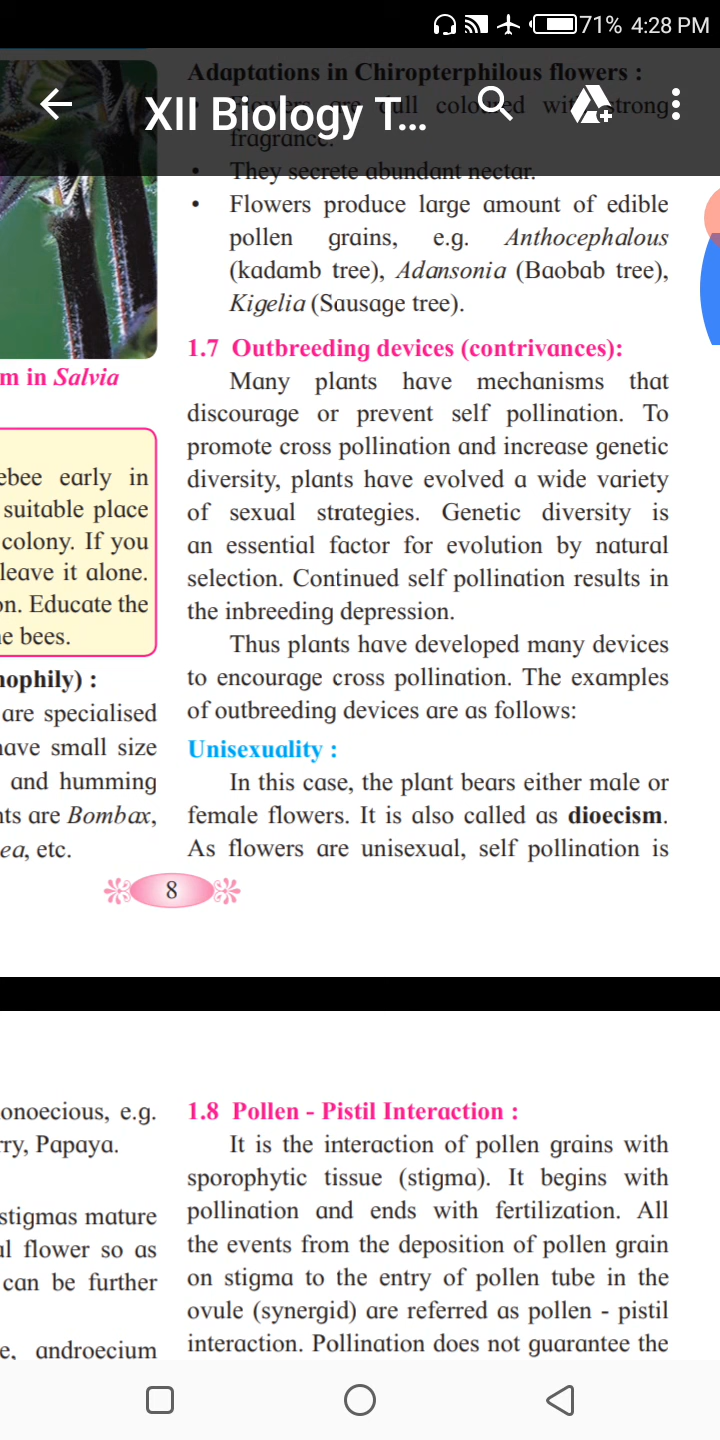 71% 4:28 PM
XII Biology T...
Adaptations in Chiropterphilous flowers :
• Flowers are dull coloured with strong
fragrance.
• They secrete abundant nectar.
• Flowers produce large amount of edible
pollen grains, e.g. Anthocephalous
(kadamb tree), Adansonia (Baobab tree),
Kigelia (Sausage tree).
m in Salvia
ebee early in
suitable place
colony. If you
leave it alone.
on. Educate the
e bees.
nophily) :
are specialised
have small size
and humming
nts are Bombax,
ea, etc.
1.7 Outbreeding devices (contrivances):
Many plants have mechanisms that
discourage or prevent self pollination. To
promote cross pollination and increase genetic
diversity, plants have evolved a wide variety
of sexual strategies. Genetic diversity is
an essential factor for evolution by natural
selection. Continued self pollination results in
the inbreeding depression.
Thus plants have developed many devices
to encourage cross pollination. The examples
of outbreeding devices are as follows:
Unisexuality :
In this case, the plant bears either male or
female flowers. It is also called as dioecism.
As flowers are unisexual, self pollination is
8
onoecious, e.g.
rry, Papaya.
stigmas mature
al flower so as
can be further
e, androecium
1.8 Pollen - Pistil Interaction :
It is the interaction of pollen grains with
sporophytic tissue (stigma). It begins with
pollination and ends with fertilization. All
the events from the deposition of pollen grain
on stigma to the entry of pollen tube in the
ovule (synergid) are referred as pollen - pistil
interaction. Pollination does not guarantee the